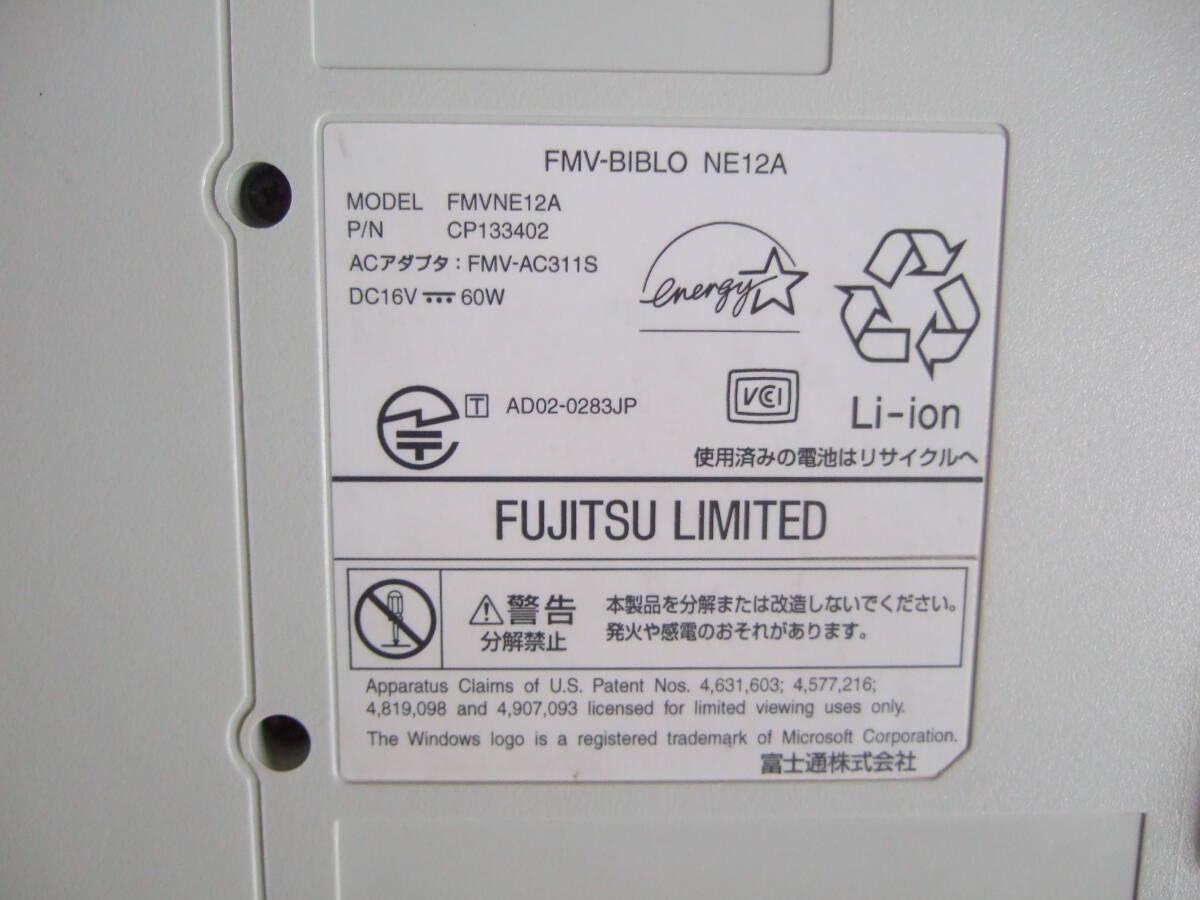 FMV-BIBLO NE12A
MODEL FMVNE12A
P/N CP133402
ACアダプタ：FMV-AC311S
DC16V ⎓ 60W
energy
T AD02-0283JP
VCI
Li-ion
使用済みの電池はリサイクルへ
FUJITSU LIMITED
⚠警告
分解禁止
本製品を分解または改造しないでください。
発火や感電のおそれがあります。
Apparatus Claims of U.S. Patent Nos. 4,631,603; 4,577,216;
4,819,098 and 4,907,093 licensed for limited viewing uses only.
The Windows logo is a registered trademark of Microsoft Corporation.
富士通株式会社